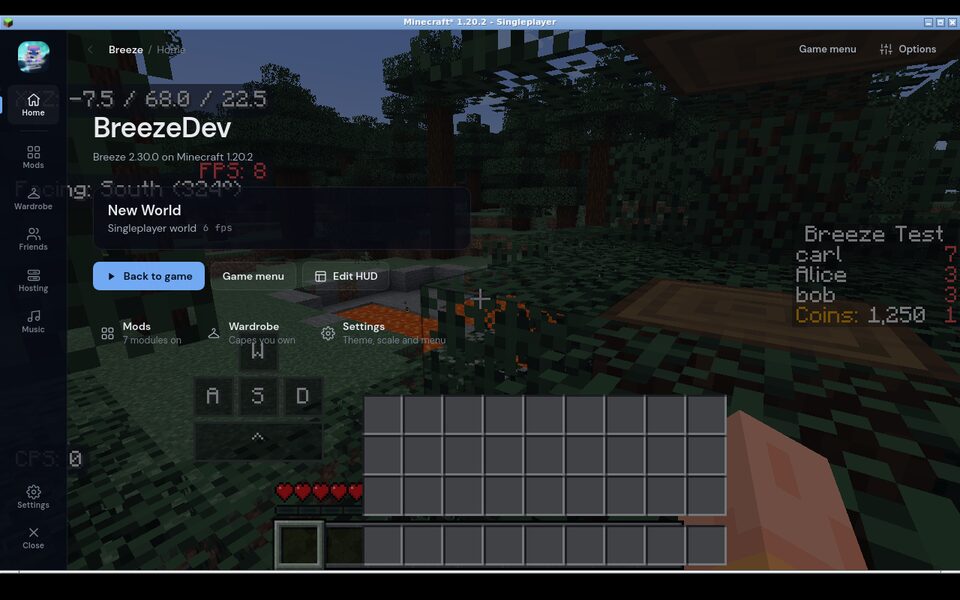 Minecraft* 1.20.2 - Singleplayer
Breeze / Home
Game menu
Options
-7.5 / 68.0 / 22.5
Home
BreezeDev
Breeze 2.30.0 on Minecraft 1.20.2
FPS: 8
Mods
Facing: South (324°)
Wardrobe
New World
Singleplayer world 6 fps
Friends
Breeze Test
carl 7
Alice 3
bob 3
Coins: 1,250 1
Back to game
Game menu
Edit HUD
Hosting
Music
Mods
7 modules on
Wardrobe
Capes you own
Settings
Theme, scale and menu
W
A S D
^
CPS: 0
Settings
Close